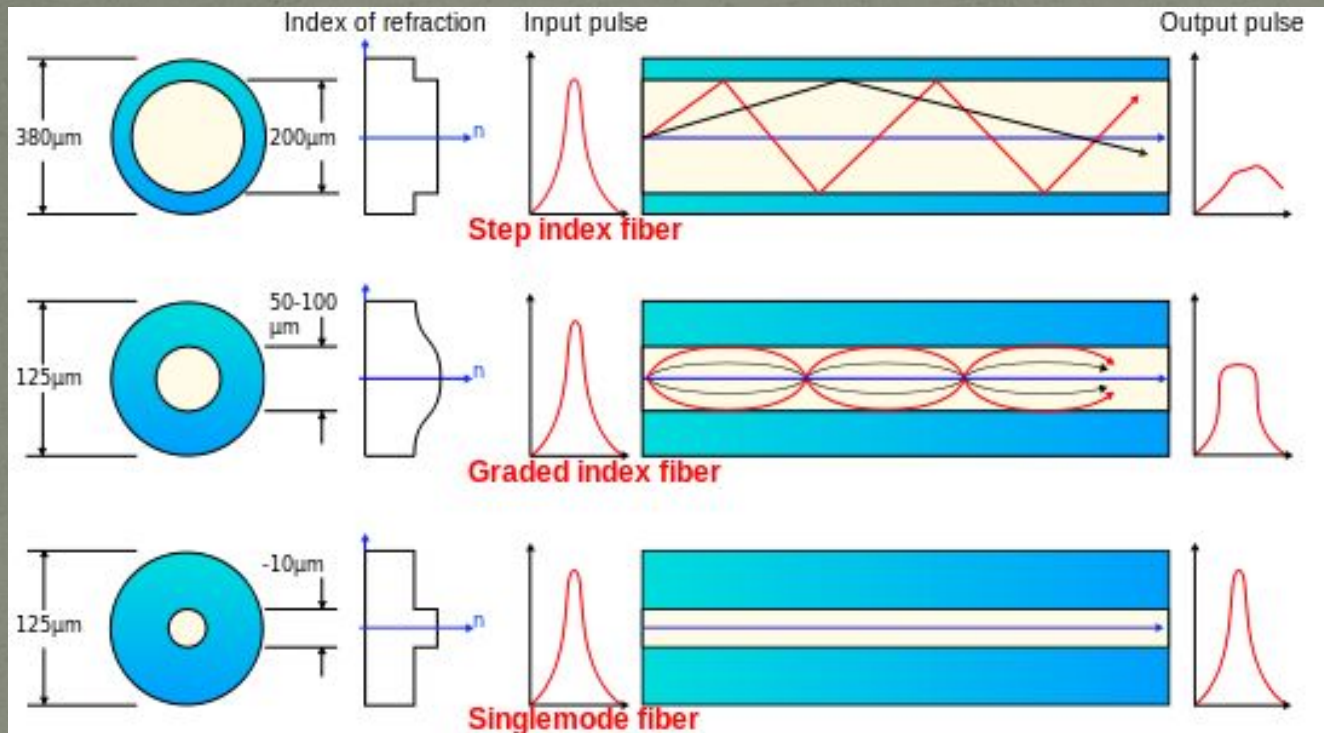 Index of refraction
Input pulse
Output pulse
380μm
200μm
n
Step index fiber
50-100
μm
125μm
n
Graded index fiber
-10μm
125μm
n
Singlemode fiber